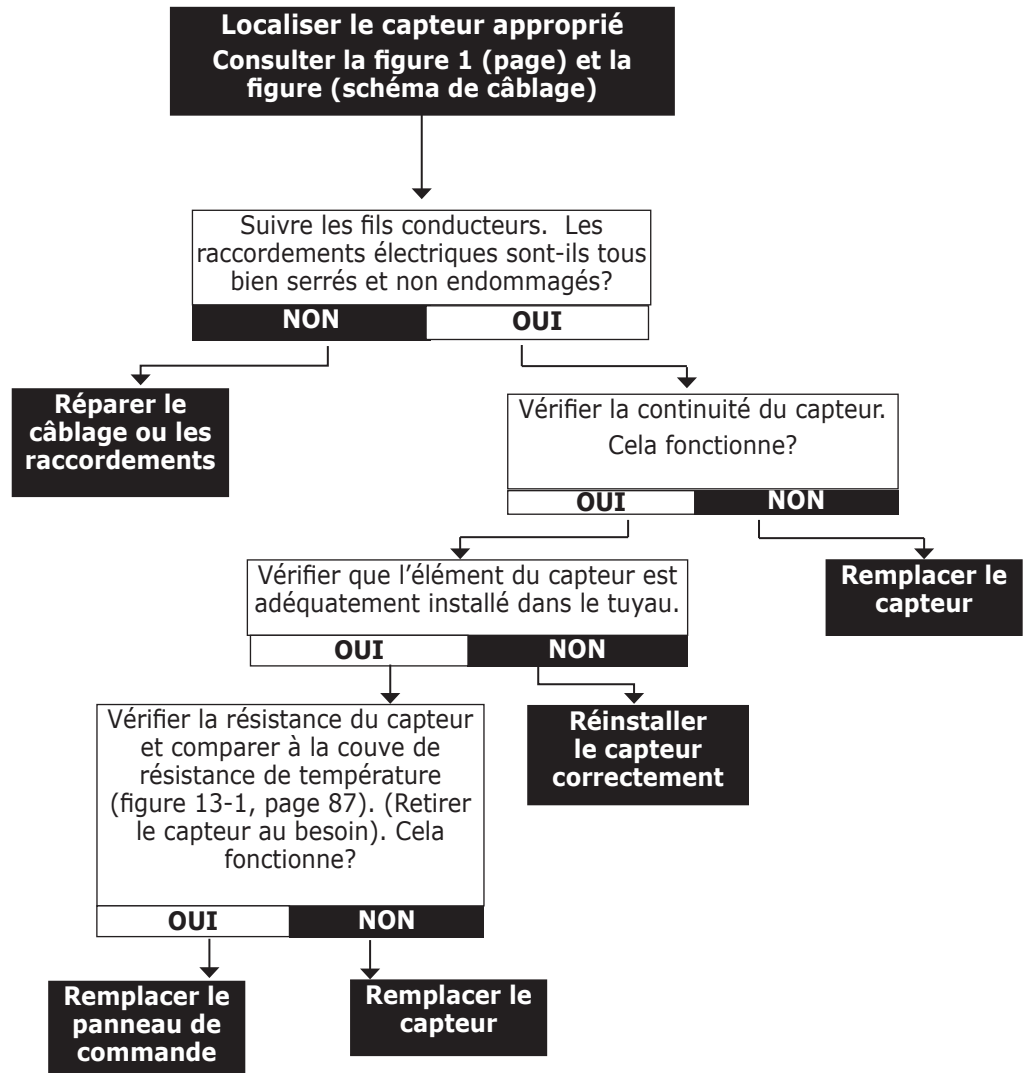 Localiser le capteur approprié
Consulter la figure 1 (page) et la
figure (schéma de câblage)
Suivre les fils conducteurs.  Les
raccordements électriques sont-ils tous
bien serrés et non endommagés?
NON
OUI
Réparer le
câblage ou les
raccordements
Vérifier la continuité du capteur.
Cela fonctionne?
OUI
NON
Vérifier que l’élément du capteur est
adéquatement installé dans le tuyau.
OUI
NON
Remplacer le
capteur
Vérifier la résistance du capteur
et comparer à la couve de
résistance de température
(figure 13-1, page 87). (Retirer
le capteur au besoin). Cela
fonctionne?
OUI
NON
Réinstaller
le capteur
correctement
Remplacer le
panneau de
commande
Remplacer le
capteur